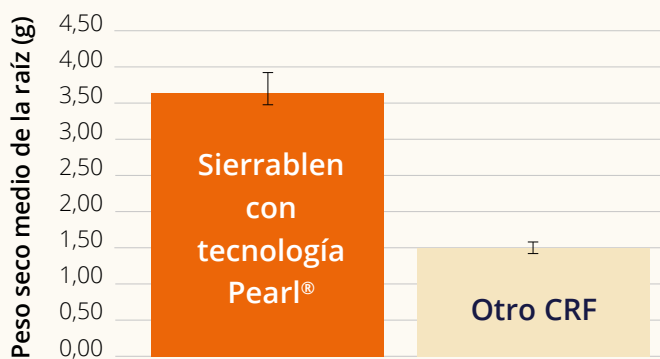 Peso seco medio de la raíz (g)
4,50
4,00
3,50
3,00
2,50
2,00
1,50
1,00
0,50
0,00
Sierrablen
con
tecnología
Pearl®
Otro CRF